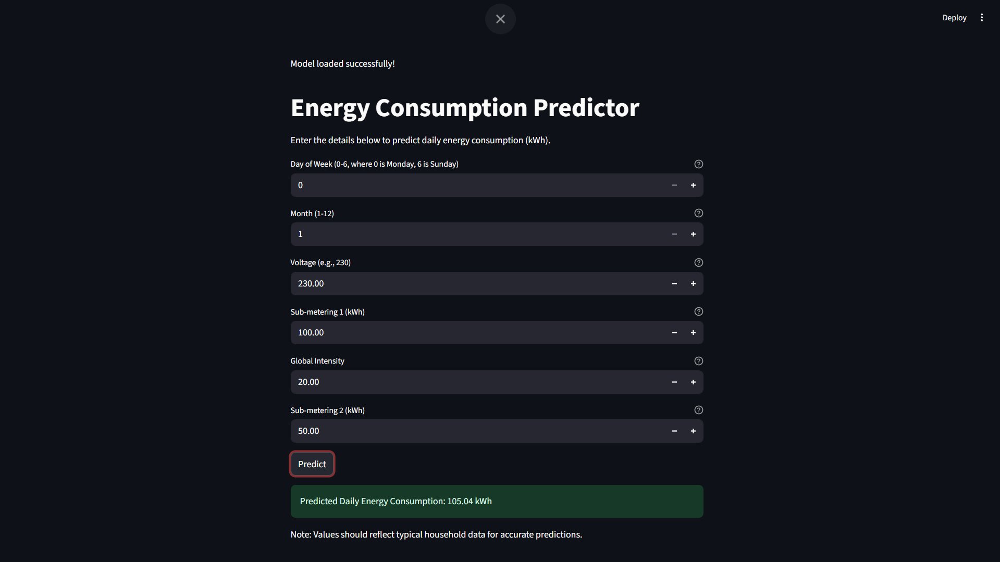 Deploy
Model loaded successfully!
Energy Consumption Predictor
Enter the details below to predict daily energy consumption (kWh).
Day of Week (0-6, where 0 is Monday, 6 is Sunday)
0
Month (1-12)
1
Voltage (e.g., 230)
230.00
Sub-metering 1 (kWh)
100.00
Global Intensity
20.00
Sub-metering 2 (kWh)
50.00
Predict
Predicted Daily Energy Consumption: 105.04 kWh
Note: Values should reflect typical household data for accurate predictions.